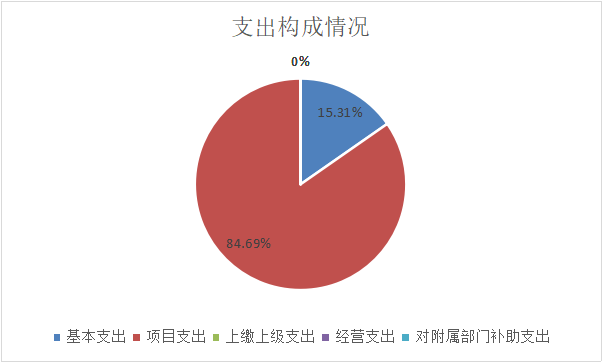 支出构成情况
0%
15.31%
84.69%
基本支出 项目支出 上缴上级支出 经营支出 对附属部门补助支出